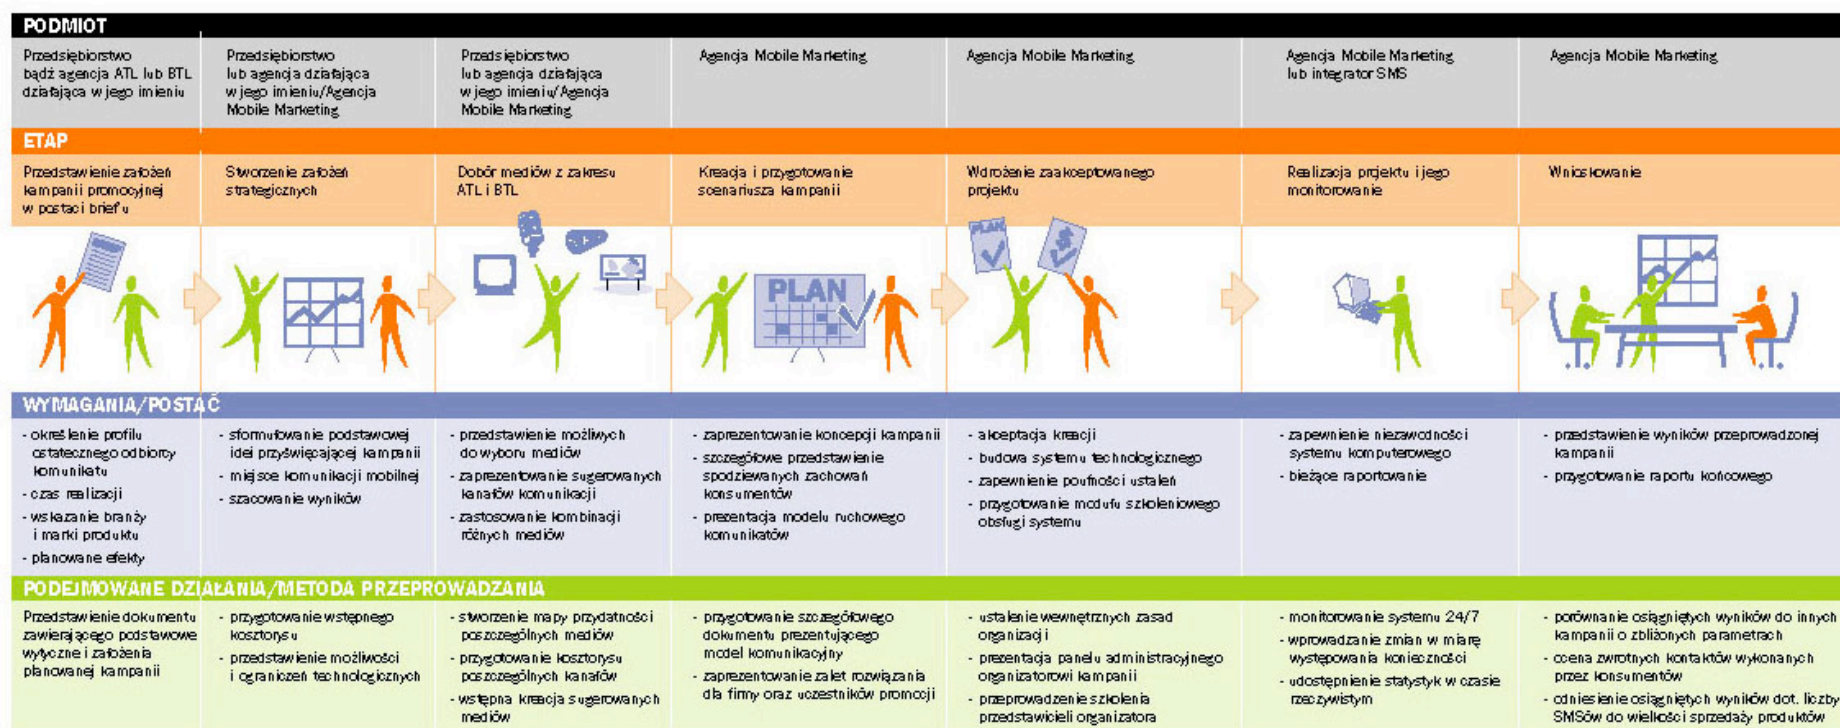 PODMIOT
Przedsiębiorstwo
bądź agencja ATL lub BTL
działająca w jego imieniu
Przedsiębiorstwo
lub agencja działająca
w jego imieniu/Agencja
Mobile Marketing
Przedsiębiorstwo
lub agencja działająca
w jego imieniu/Agencja
Mobile Marketing
Agencja Mobile Marketing
Agencja Mobile Marketing
Agencja Mobile Marketing
lub integrator SMS
Agencja Mobile Marketing
ETAP
Przedstawienie założeń
kampanii promocyjnej
w postaci brief'u
Stworzenie założeń
strategicznych
Dobór mediów z zakresu
ATL i BTL
Kreacja i przygotowanie
scenariusza kampanii
Wdrożenie zaakceptowanego
projektu
Realizacja projektu i jego
monitorowanie
Wnioskowanie
PLAN
PLAN
$
WYMAGANIA/POSTAĆ
- określenie profilu
ostatecznego odbiorcy
komunikatu
- czas realizacji
- wskazanie branży
i marki produktu
- planowane efekty
- sformułowanie podstawowej
idei przyświęcającej kampanii
- miejsce komunikacji mobilnej
- szacowanie wyników
- przedstawienie możliwych
do wyboru mediów
- zaprezentowanie sugerowanych
kanałów komunikacji
- zastosowanie kombinacji
różnych mediów
- zaprezentowanie koncepcji kampanii
- szczegółowe przedstawienie
spodziewanych zachowań
konsumentów
- prezentacja modelu ruchowego
komunikatów
- akceptacja kreacji
- budowa systemu technologicznego
- zapewnienie poufności ustaleń
- przygotowanie modułu szkoleniowego
obsługi systemu
- zapewnienie niezawodności
systemu komputerowego
- bieżące raportowanie
- przedstawienie wyników przeprowadzonej
kampanii
- przygotowanie raportu końcowego
PODEJMOWANE DZIAŁANIA/METODA PRZEPROWADZANIA
Przedstawienie dokumentu
zawierającego podstawowe
wytyczne i założenia
planowanej kampanii
- przygotowanie wstępnego
kosztorysu
- przedstawienie możliwości
i ograniczeń technologicznych
- stworzenie mapy przydatności
poszczególnych mediów
- przygotowanie kosztorysu
poszczególnych kanałów
- wstępna kreacja sugerowanych
mediów
- przygotowanie szczegółowego
dokumentu prezentującego
model komunikacyjny
- zaprezentowanie zalet rozwiązania
dla firmy oraz uczestników promocji
- ustalenie wewnętrznych zasad
organizacji
- prezentacja panelu administracyjnego
organizatorowi kampanii
- przeprowadzenie szkolenia
przedstawicieli organizatora
- monitorowanie systemu 24/7
- wprowadzanie zmian w miarę
występowania konieczności
- udostępnienie statystyk w czasie
rzeczywistym
- porównanie osiągniętych wyników do innych
kampanii o zbliżonych parametrach
- ocena zwrotnych kontaktów wykonanych
przez konsumentów
- odniesienie osiągniętych wyników dot. liczby
SMSów do wielkości sprzedaży produktów